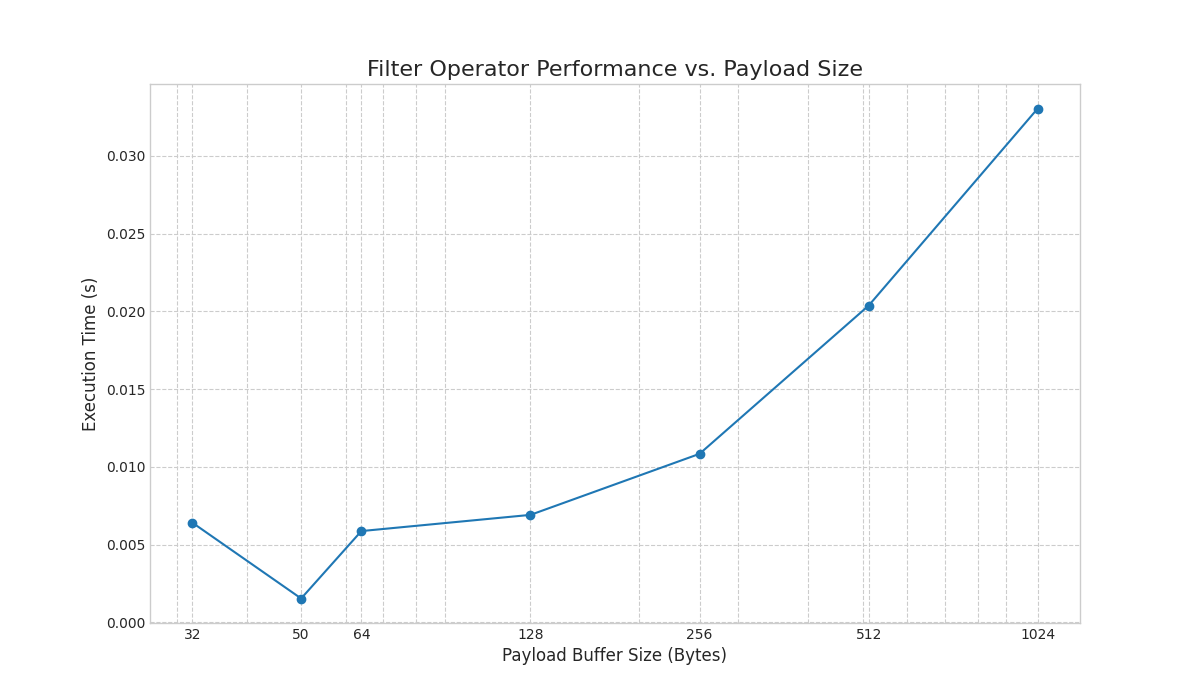 Filter Operator Performance vs. Payload Size
0.030
0.025
0.020
0.015
0.010
0.005
0.000
Execution Time (s)
32 50 64 128 256 512 1024
Payload Buffer Size (Bytes)